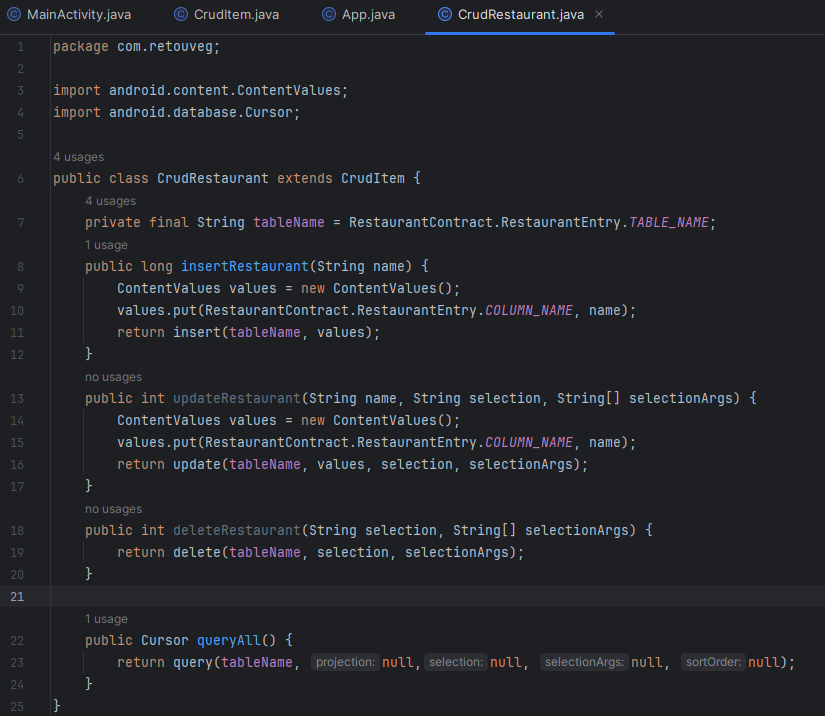 MainActivity.java CrudItem.java App.java CrudRestaurant.java
1 package com.retouveg;
2
3 import android.content.ContentValues;
4 import android.database.Cursor;
5
4 usages
6 public class CrudRestaurant extends CrudItem {
4 usages
7 private final String tableName = RestaurantContract.RestaurantEntry.TABLE_NAME;
1 usage
8 public long insertRestaurant(String name) {
9 ContentValues values = new ContentValues();
10 values.put(RestaurantContract.RestaurantEntry.COLUMN_NAME, name);
11 return insert(tableName, values);
12 }
no usages
13 public int updateRestaurant(String name, String selection, String[] selectionArgs) {
14 ContentValues values = new ContentValues();
15 values.put(RestaurantContract.RestaurantEntry.COLUMN_NAME, name);
16 return update(tableName, values, selection, selectionArgs);
17 }
no usages
18 public int deleteRestaurant(String selection, String[] selectionArgs) {
19 return delete(tableName, selection, selectionArgs);
20 }
21
1 usage
22 public Cursor queryAll() {
23 return query(tableName, projection: null, selection: null, selectionArgs: null, sortOrder: null);
24 }
25 }